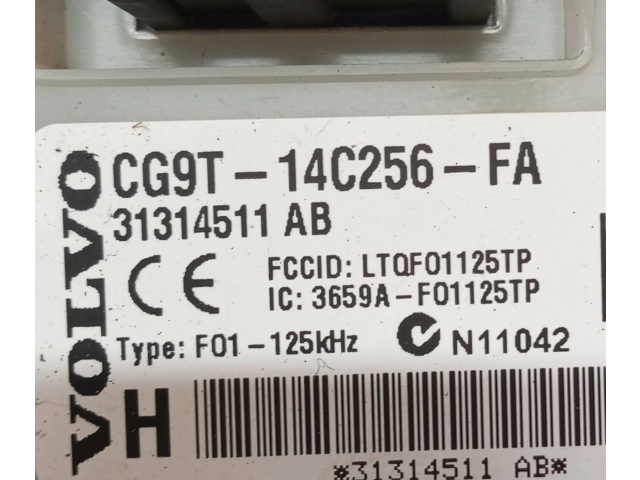 VOLVO
CG9T-14C256-FA
31314511 AB
CE FCCID: LTQF01125TP
IC: 3659A-F01125TP
Type: F01-125kHz N11042
H
*31314511 AB*